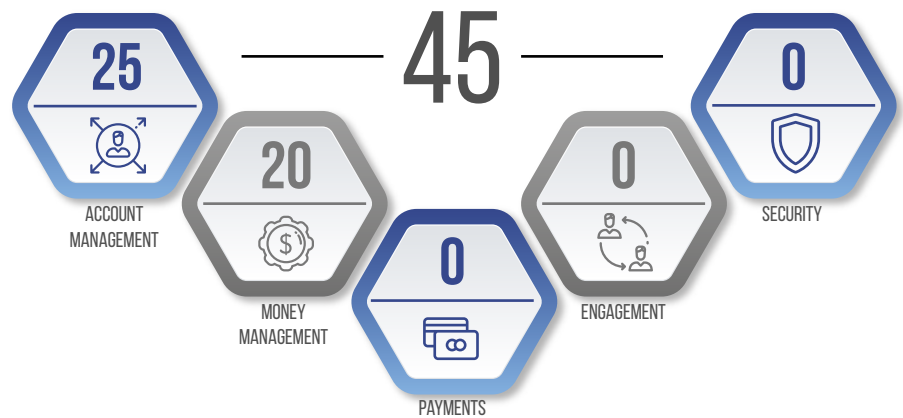 45
25
ACCOUNT
MANAGEMENT
20
$
MONEY
MANAGEMENT
0
PAYMENTS
0
ENGAGEMENT
0
SECURITY